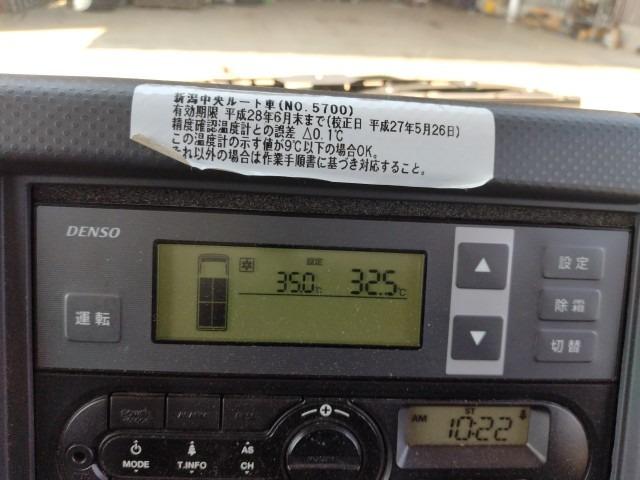 新潟中央ルート車(NO.5700)
有効期限 平成28年6月末まで(校正日 平成27年5月26日)
精度確認温度計との誤差 △0.1℃
この温度計の示す値が9℃以下の場合OK。
それ以外の場合は作業手順書に基づき対応すること。
DENSO
設定
35.0℃ 32.5℃
運転
設定
除霜
切替
AM ST
10:22
MODE T.INFO AS
CH